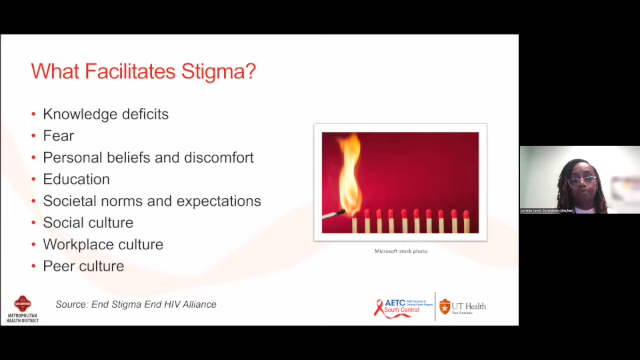 What Facilitates Stigma?
• Knowledge deficits
• Fear
• Personal beliefs and discomfort
• Education
• Societal norms and expectations
• Social culture
• Workplace culture
• Peer culture
Microsoft stock photo
Source: End Stigma End HIV Alliance
METROPOLITAN
HEALTH DISTRICT
AETC
South Central
UT Health
San Antonio